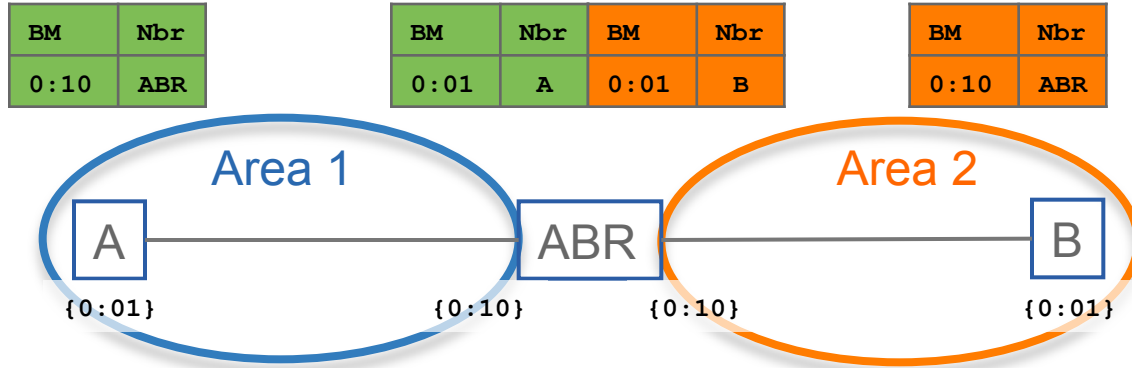 BM Nbr BM Nbr BM Nbr BM Nbr
0:10 ABR 0:01 A 0:01 B 0:10 ABR
Area 1 Area 2
A ABR B
{0:01} {0:10} {0:10} {0:01}